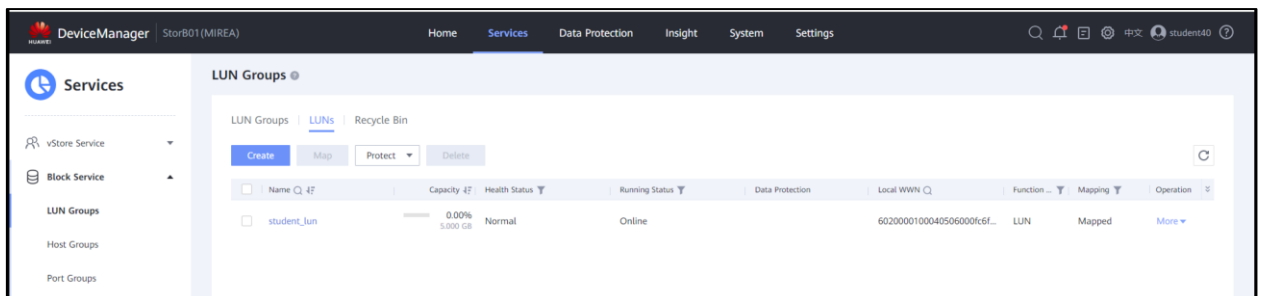 HUAWEI DeviceManager StorB01(MIREA) Home Services Data Protection Insight System Settings 中文 student40
Services
vStore Service
Block Service
LUN Groups
Host Groups
Port Groups
LUN Groups
LUN Groups LUNs Recycle Bin
Create Map Protect Delete
Name Capacity Health Status Running Status Data Protection Local WWN Function ... Mapping Operation
student_lun 0.00% Normal Online 6020000100040506000fc6f... LUN Mapped More
5.000 GB